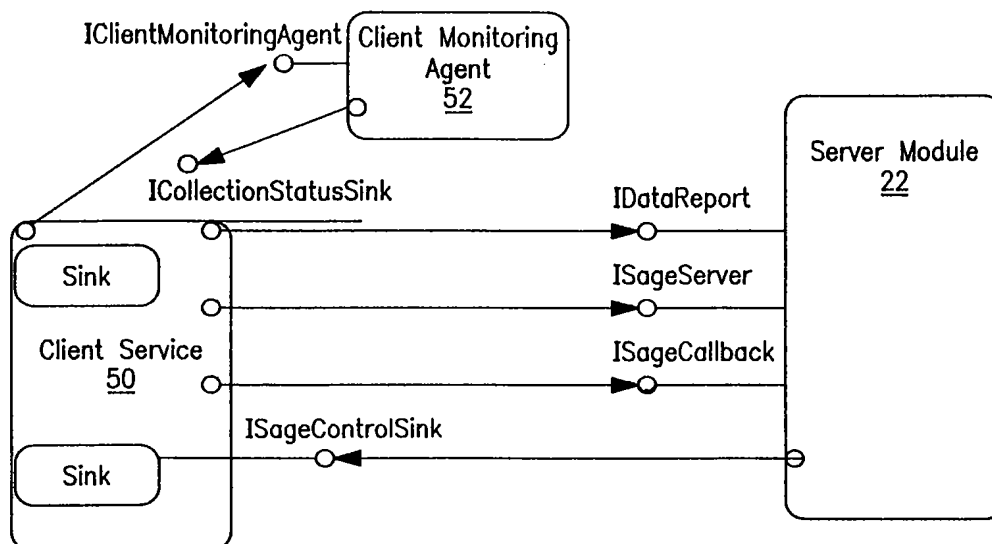 IClientMonitoringAgent
Client Monitoring
Agent
52
ICollectionStatusSink
Server Module
22
IDataReport
Sink
ISageServer
Client Service
50
ISageCallback
ISageControlSink
Sink